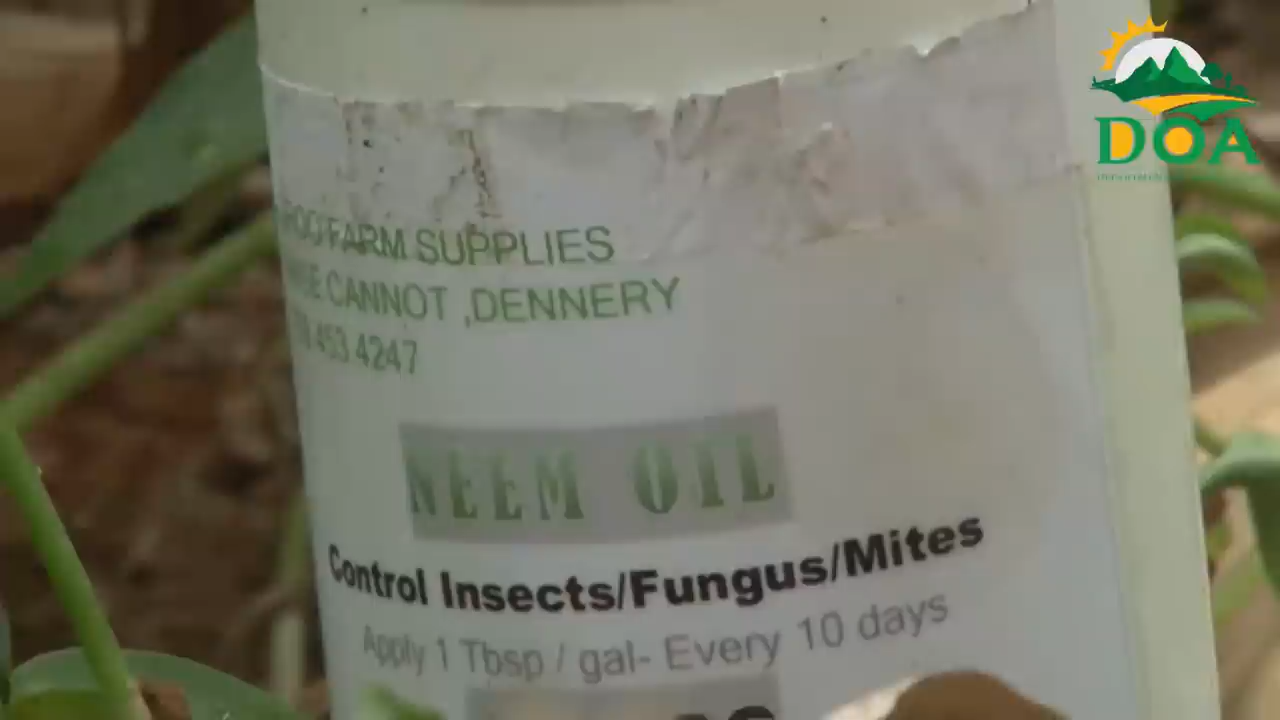 FARM SUPPLIES
CANNOT ,DENNERY
453 4247
NEEM OIL
Control Insects/Fungus/Mites
Apply 1 Tbsp / gal- Every 10 days
DOA